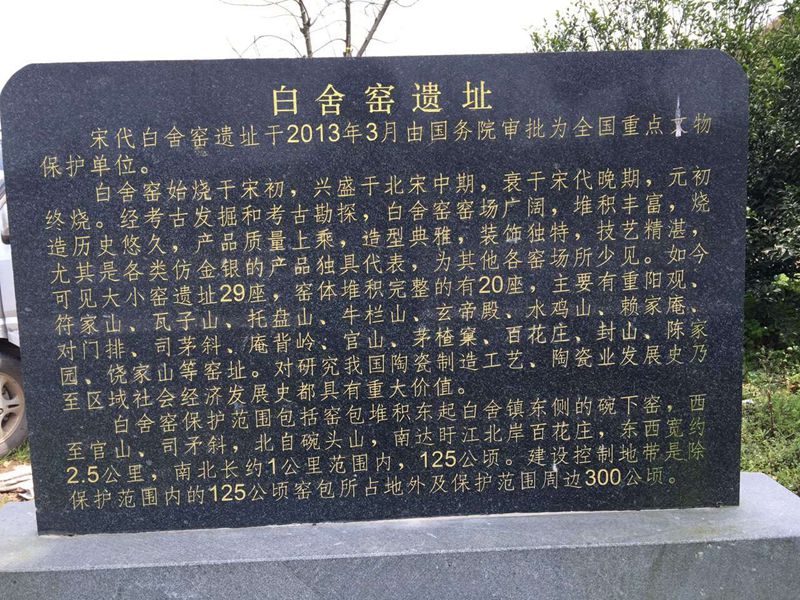 白舍窑遗址
宋代白舍窑遗址于2013年3月由国务院审批为全国重点文物
保护单位。
白舍窑始烧于宋初，兴盛于北宋中期，衰于宋代晚期，元初
终烧。经考古发掘和考古勘探，白舍窑窑场广阔，堆积丰富，烧
造历史悠久，产品质量上乘，造型典雅，装饰独特，技艺精湛，
尤其是各类仿金银的产品独具代表，为其他各窑场所少见。如今
可见大小窑遗址29座，窑体堆积完整的有20座，主要有重阳观、
符家山、瓦子山、托盘山、牛栏山、玄帝殿、水鸡山、赖家庵、
对门排、司茅斜、庵背岭、官山、茅楂窠、百花庄、封山、陈家
园、饶家山等窑址。对研究我国陶瓷制造工艺、陶瓷业发展史乃
至区域社会经济发展史都具有重大价值。
白舍窑保护范围包括窑包堆积东起白舍镇东侧的碗下窑，西
至官山、司矛斜，北自碗头山，南达盱江北岸百花庄，东西宽约
2.5公里，南北长约1公里范围内，125公顷。建设控制地带是除
保护范围内的125公顷窑包所占地外及保护范围周边300公顷。